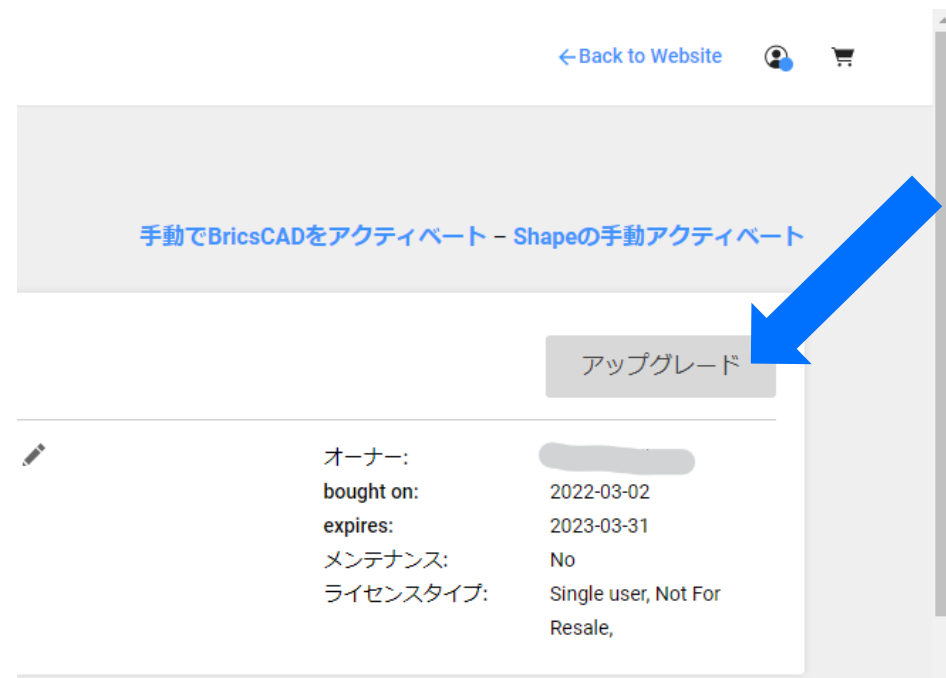 ←Back to Website
手動でBricsCADをアクティベート – Shapeの手動アクティベート
アップグレード
オーナー:
bought on: 2022-03-02
expires: 2023-03-31
メンテナンス: No
ライセンスタイプ: Single user, Not For
Resale,